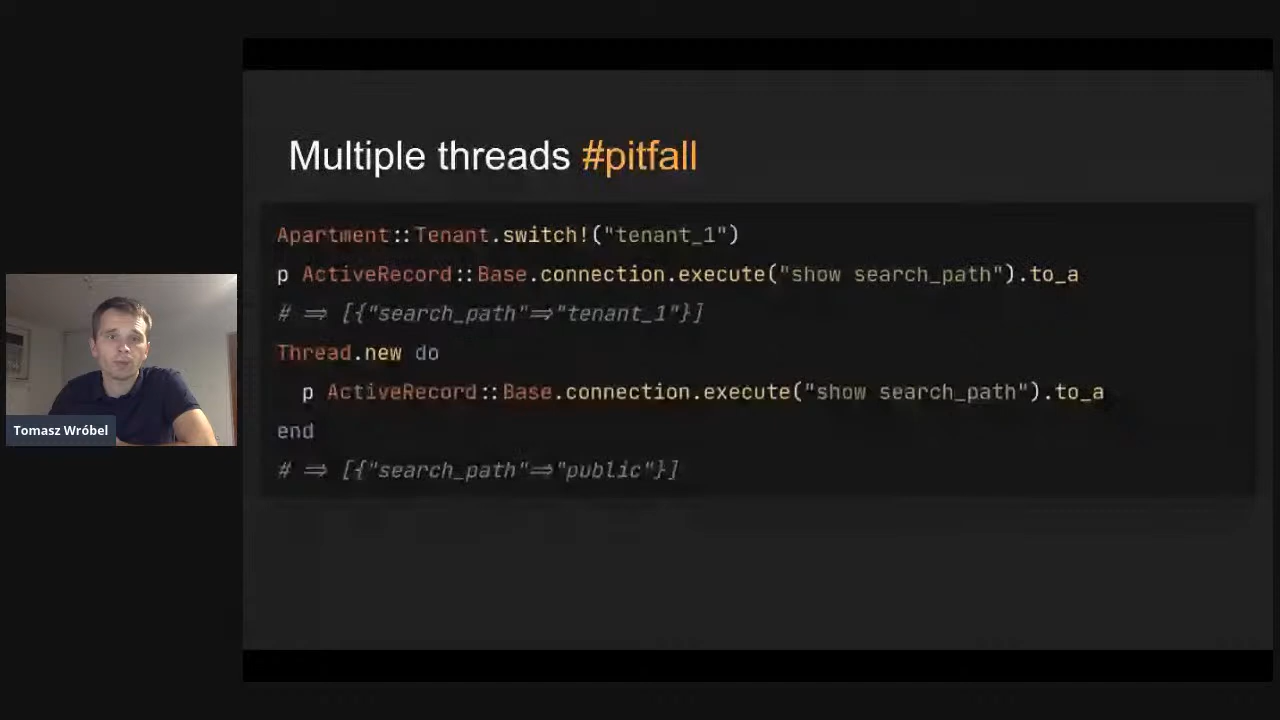 Multiple threads #pitfall
Apartment::Tenant.switch!("tenant_1")
p ActiveRecord::Base.connection.execute("show search_path").to_a
# => [{"search_path"=>"tenant_1"}]
Thread.new do
  p ActiveRecord::Base.connection.execute("show search_path").to_a
end
# => [{"search_path"=>"public"}]
Tomasz Wróbel